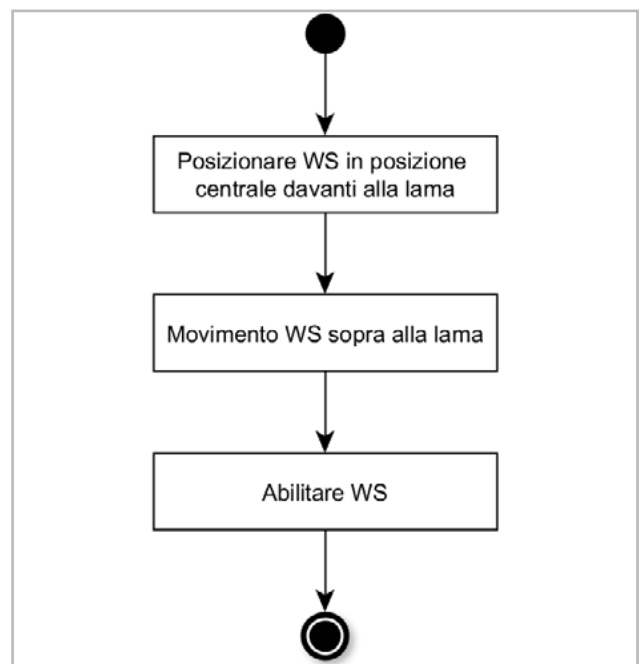 Posizionare WS in posizione
centrale davanti alla lama
Movimento WS sopra alla lama
Abilitare WS